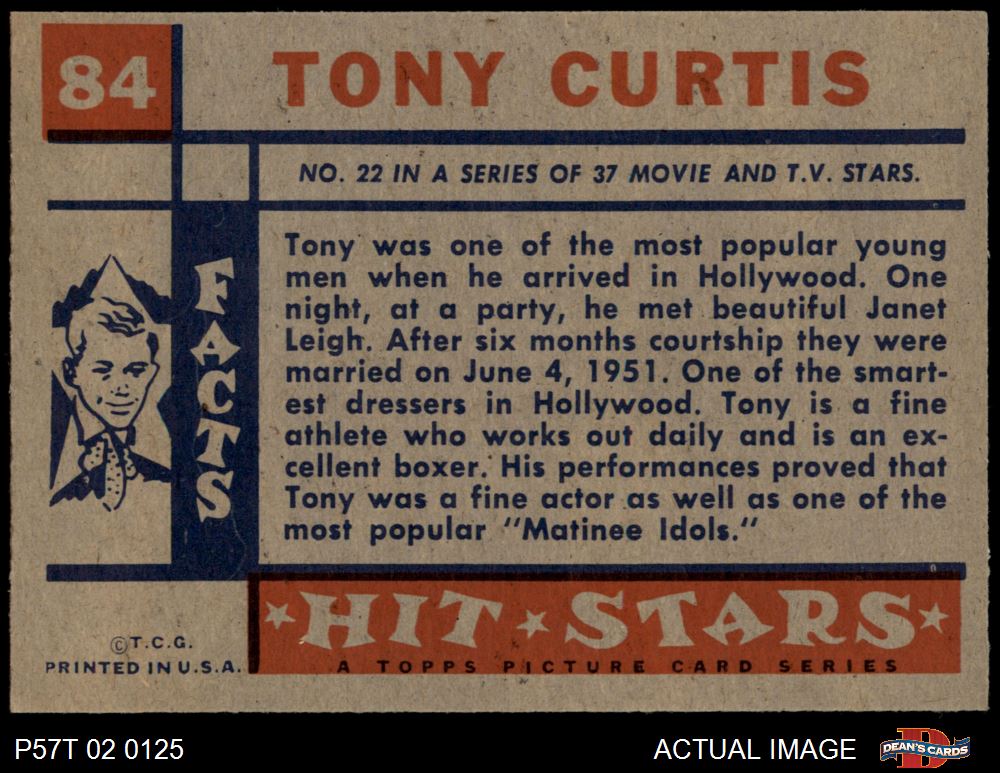 84
TONY CURTIS
NO. 22 IN A SERIES OF 37 MOVIE AND T.V. STARS.
FACTS
Tony was one of the most popular young
men when he arrived in Hollywood. One
night, at a party, he met beautiful Janet
Leigh. After six months courtship they were
married on June 4, 1951. One of the smart-
est dressers in Hollywood. Tony is a fine
athlete who works out daily and is an ex-
cellent boxer. His performances proved that
Tony was a fine actor as well as one of the
most popular "Matinee Idols."
HIT STARS
A TOPPS PICTURE CARD SERIES
©T.C.G.
PRINTED IN U.S.A.
P57T 02 0125
ACTUAL IMAGE
D
DEAN'S CARDS